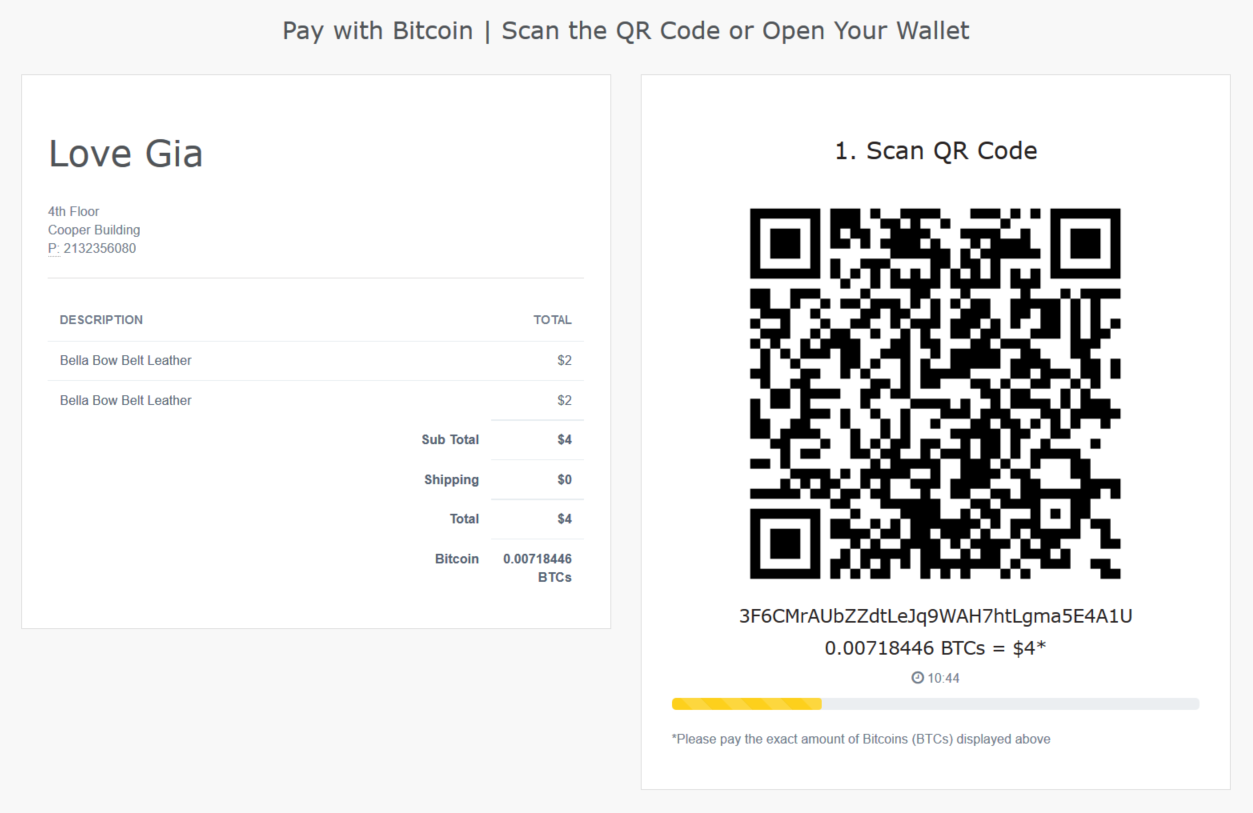 Pay with Bitcoin | Scan the QR Code or Open Your Wallet
Love Gia
4th Floor
Cooper Building
P: 2132356080
DESCRIPTION TOTAL
Bella Bow Belt Leather $2
Bella Bow Belt Leather $2
Sub Total $4
Shipping $0
Total $4
Bitcoin 0.00718446
BTCs
1. Scan QR Code
3F6CMrAUbZZdtLeJq9WAH7htLgma5E4A1U
0.00718446 BTCs = $4*
10:44
*Please pay the exact amount of Bitcoins (BTCs) displayed above